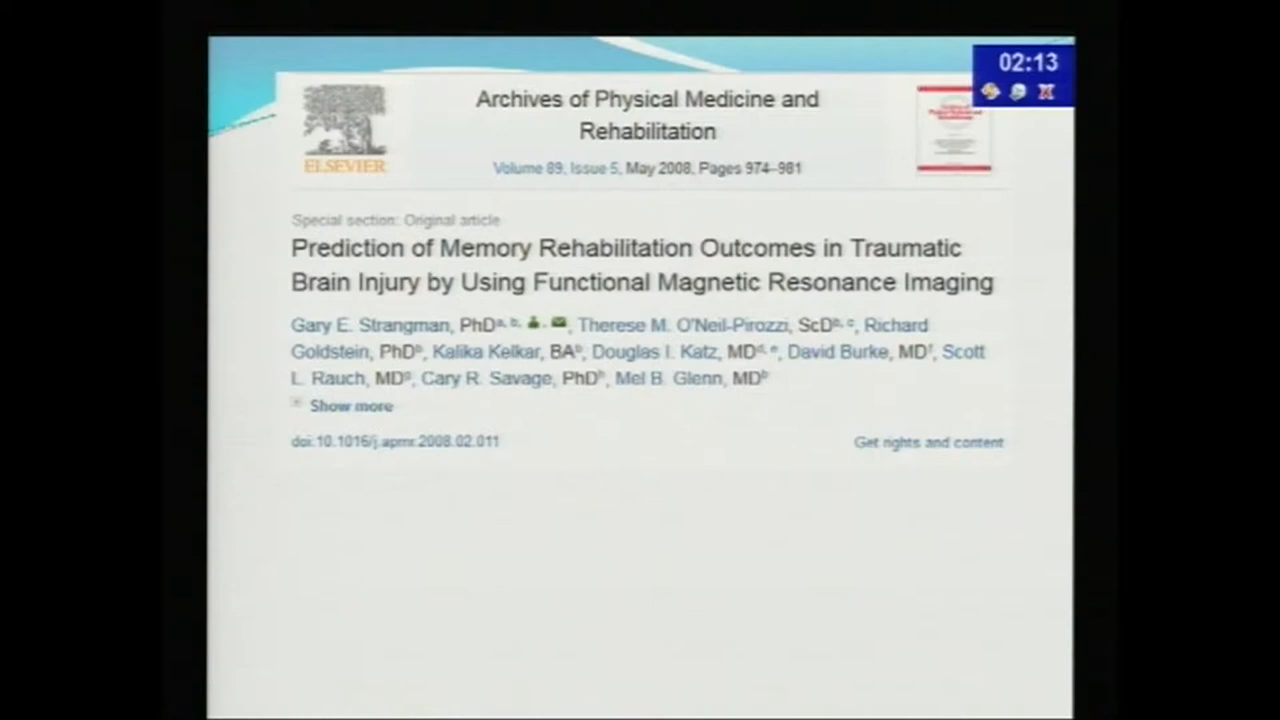 02:13
ELSEVIER
Archives of Physical Medicine and
Rehabilitation
Volume 89, Issue 5, May 2008, Pages 974–981
Special section: Original article
Prediction of Memory Rehabilitation Outcomes in Traumatic
Brain Injury by Using Functional Magnetic Resonance Imaging
Gary E. Strangman, PhD, Therese M. O'Neil-Pirozzi, ScD, Richard
Goldstein, PhD, Kalika Kelkar, BA, Douglas I. Katz, MD, David Burke, MD, Scott
L. Rauch, MD, Cary R. Savage, PhD, Mel B. Glenn, MD
Show more
doi:10.1016/j.apmr.2008.02.011
Get rights and content